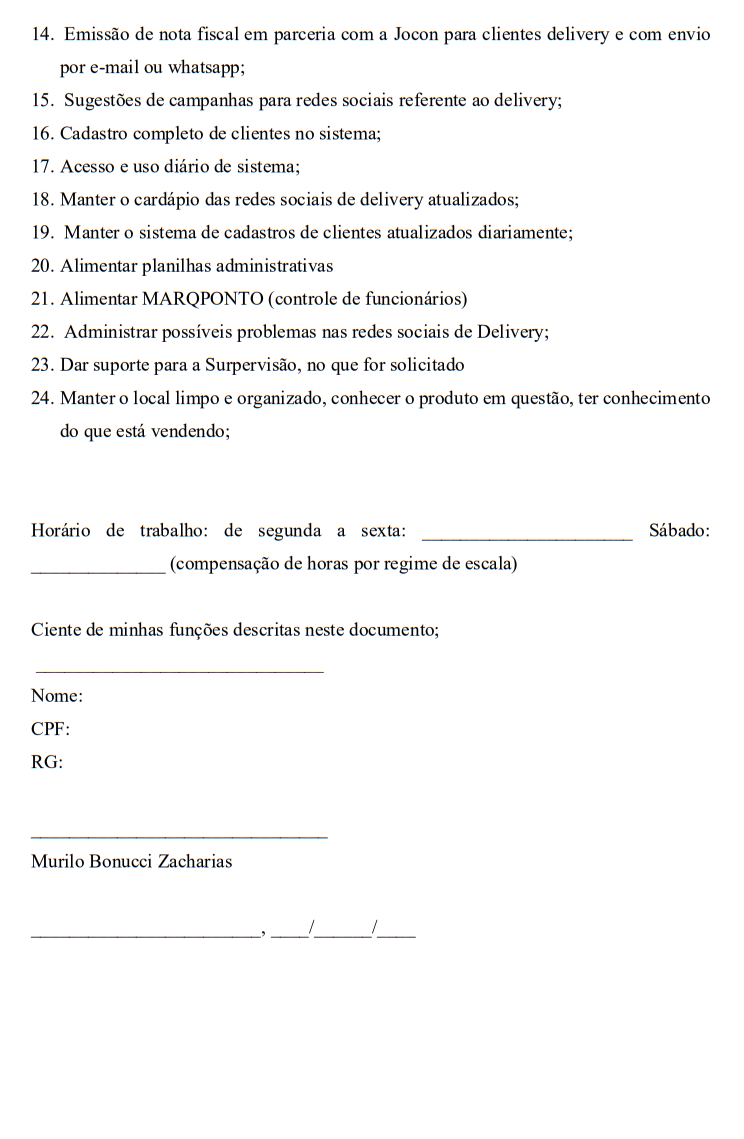 14. Emissão de nota fiscal em parceria com a Jocon para clientes delivery e com envio
por e-mail ou whatsapp;
15. Sugestões de campanhas para redes sociais referente ao delivery;
16. Cadastro completo de clientes no sistema;
17. Acesso e uso diário de sistema;
18. Manter o cardápio das redes sociais de delivery atualizados;
19. Manter o sistema de cadastros de clientes atualizados diariamente;
20. Alimentar planilhas administrativas
21. Alimentar MARQPONTO (controle de funcionários)
22. Administrar possíveis problemas nas redes sociais de Delivery;
23. Dar suporte para a Surpervisão, no que for solicitado
24. Manter o local limpo e organizado, conhecer o produto em questão, ter conhecimento
do que está vendendo;
Horário de trabalho: de segunda a sexta: ______________________ Sábado:
______________ (compensação de horas por regime de escala)
Ciente de minhas funções descritas neste documento;
______________________________
Nome:
CPF:
RG:
_______________________________
Murilo Bonucci Zacharias
________________________, ____/______/____